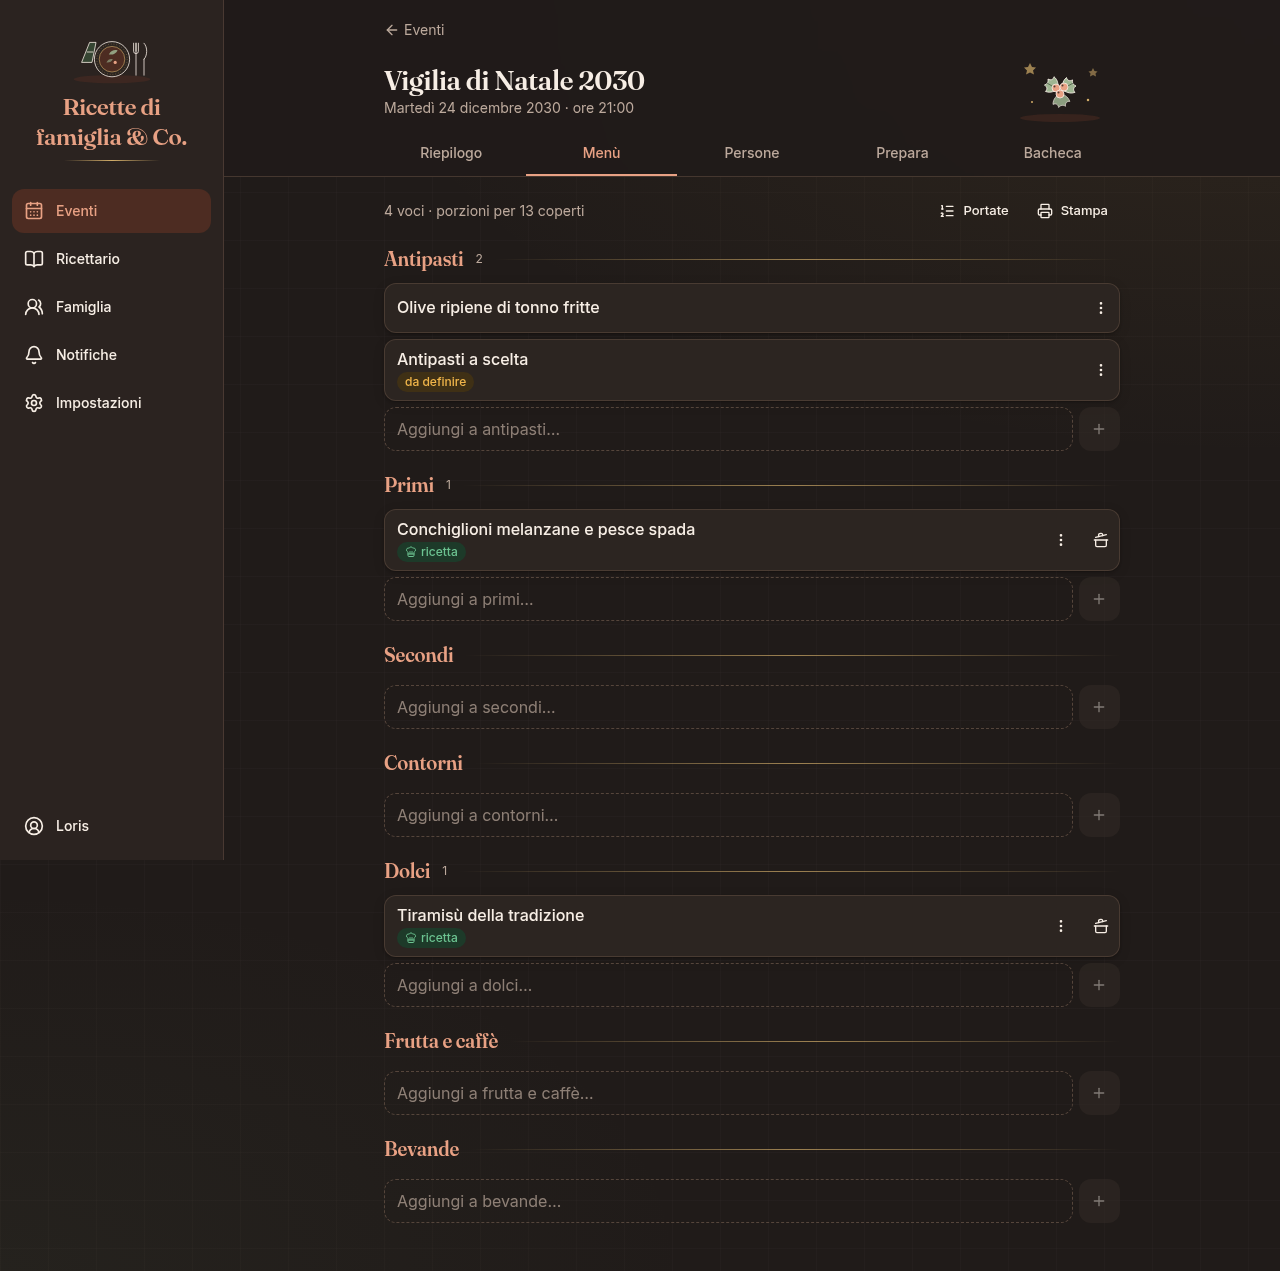 Ricette di
famiglia & Co.
Eventi
Ricettario
Famiglia
Notifiche
Impostazioni
Loris
Eventi
Vigilia di Natale 2030
Martedì 24 dicembre 2030 · ore 21:00
Riepilogo
Menù
Persone
Prepara
Bacheca
4 voci · porzioni per 13 coperti
Portate
Stampa
Antipasti 2
Olive ripiene di tonno fritte
Antipasti a scelta
da definire
Aggiungi a antipasti...
Primi 1
Conchiglioni melanzane e pesce spada
ricetta
Aggiungi a primi...
Secondi
Aggiungi a secondi...
Contorni
Aggiungi a contorni...
Dolci 1
Tiramisù della tradizione
ricetta
Aggiungi a dolci...
Frutta e caffè
Aggiungi a frutta e caffè...
Bevande
Aggiungi a bevande...